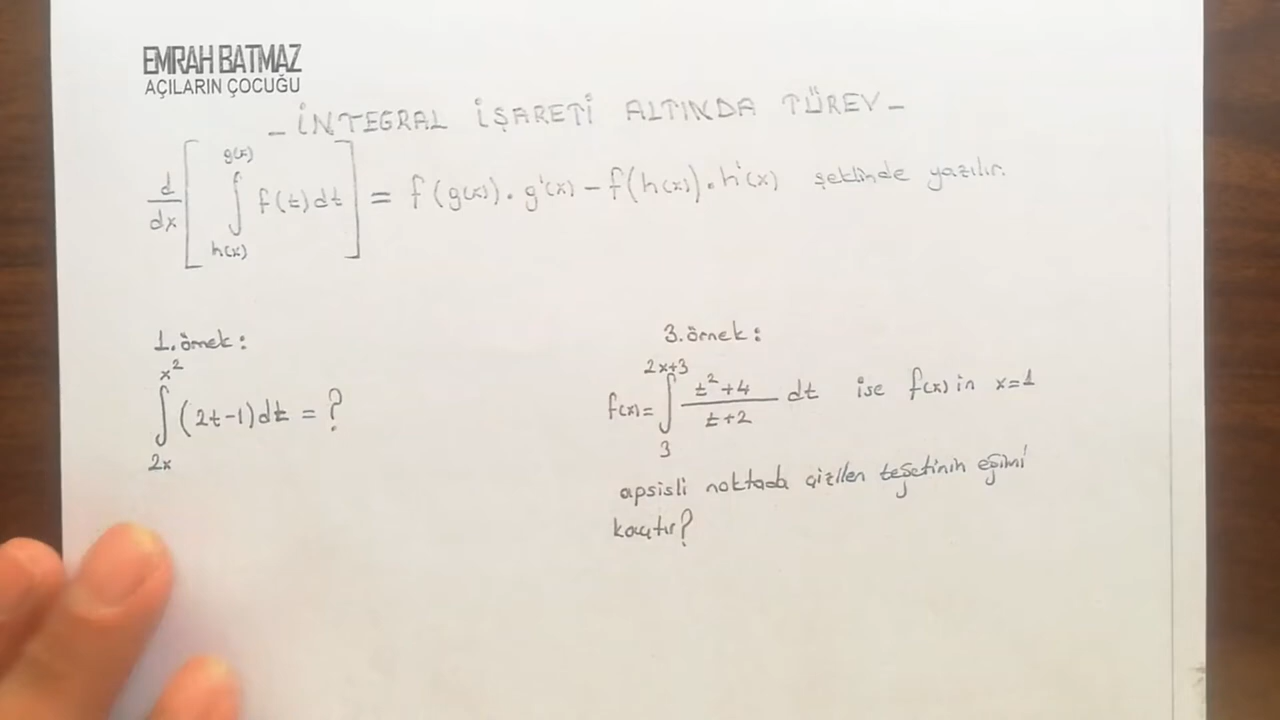 EMRAH BATMAZ
AÇILARIN ÇOCUĞU
- İNTEGRAL İŞARETİ ALTINDA TÜREV -
d/dx [ ∫_{h(x)}^{g(x)} f(t)dt ] = f(g(x)).g'(x) - f(h(x)).h'(x) şeklinde yazılır.
1.örnek:
∫_{2x}^{x²} (2t-1)dt = ?
3.örnek:
f(x)= ∫_{3}^{2x+3} (t²+4)/(t+2) dt ise f(x) in x=1
apsisli noktada çizilen teğetinin eğimi
kaçtır?